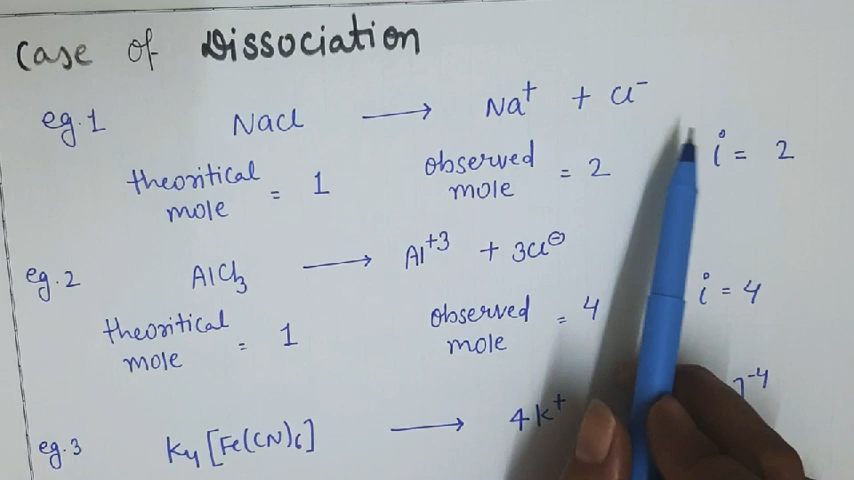 Case of Dissociation
eg.1 NaCl → Na⁺ + Cl⁻
theoritical mole = 1 observed mole = 2 i = 2
eg.2 AlCl₃ → Al⁺³ + 3Cl⊖
theoritical mole = 1 observed mole = 4 i = 4
eg.3 K₄[Fe(CN)₆] → 4K⁺ ]⁻⁴